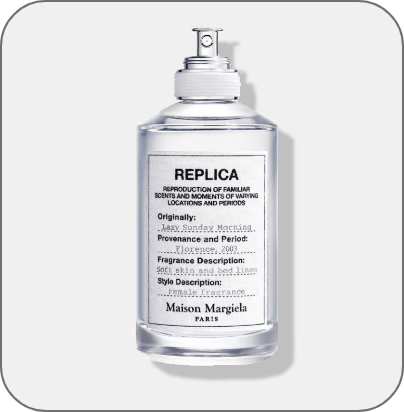 REPLICA
REPRODUCTION OF FAMILIAR
SCENTS AND MOMENTS OF VARYING
LOCATIONS AND PERIODS
Originally:
Lazy Sunday Morning
Provenance and Period:
Florence, 2003
Fragrance Description:
Soft skin and bed linen
Style Description:
Female fragrance
Maison Margiela
PARIS